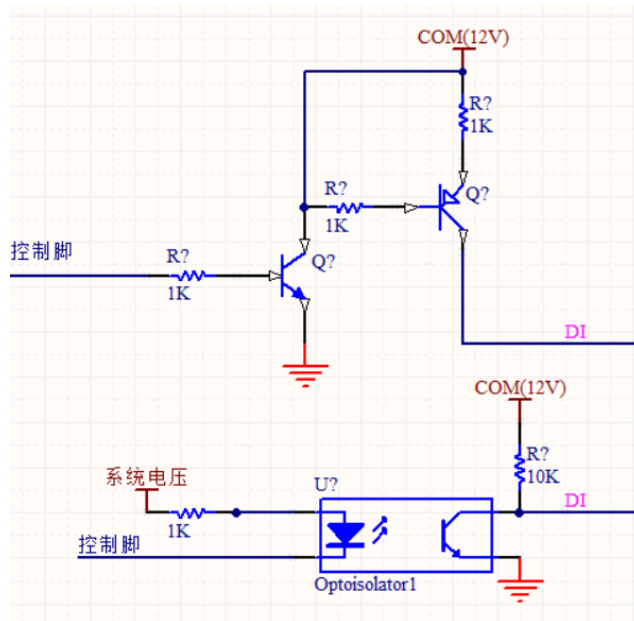 COM(12V)
R?
1K
R?
1K
Q?
控制脚
R?
1K
Q?
DI
COM(12V)
R?
10K
系统电压
1K
U?
DI
控制脚
Optoisolator1